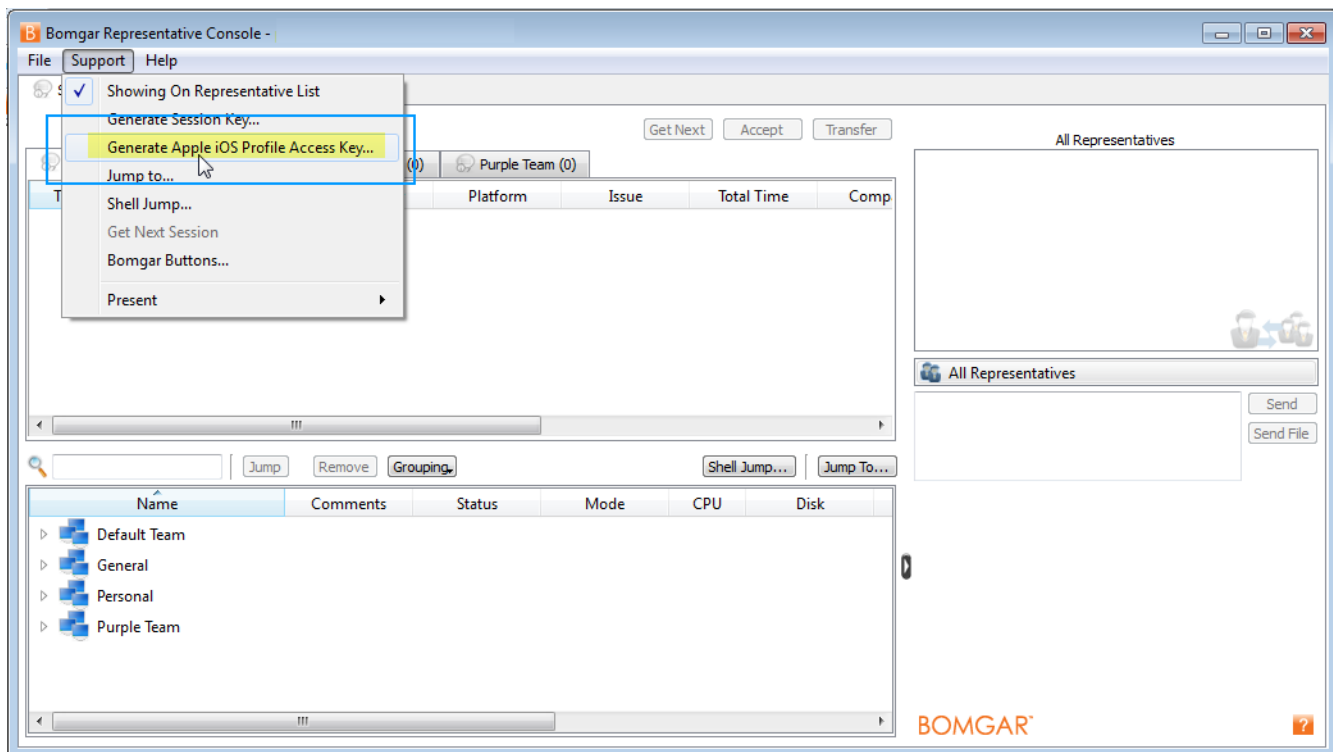 Bomgar Representative Console -
File Support Help
Showing On Representative List
Generate Session Key...
Generate Apple iOS Profile Access Key...
Jump to...
Shell Jump...
Get Next Session
Bomgar Buttons...
Present
Get Next Accept Transfer
(0) Purple Team (0)
Platform Issue Total Time Comp
All Representatives
All Representatives
Send
Send File
Jump Remove Grouping Shell Jump... Jump To...
Name Comments Status Mode CPU Disk
Default Team
General
Personal
Purple Team
BOMGAR
?